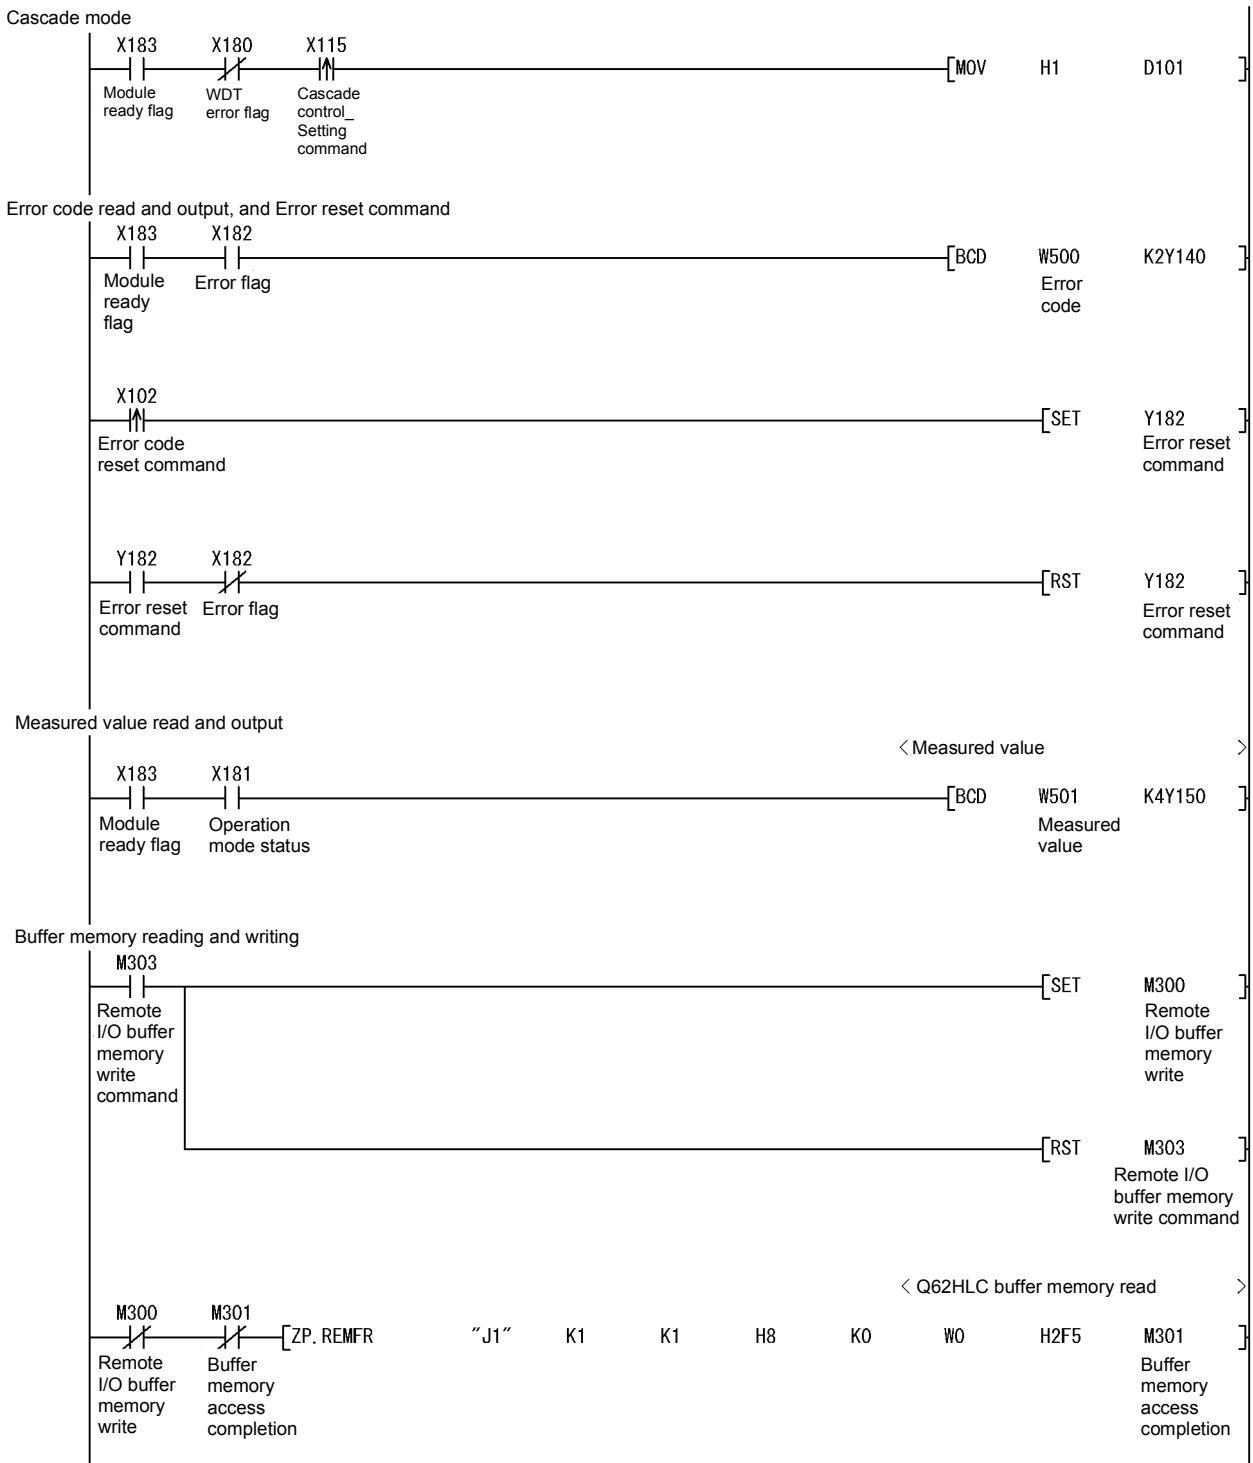 Cascade mode
X183 X180 X115
[MOV H1 D101 ]
Module ready flag
WDT error flag
Cascade control_ Setting command
Error code read and output, and Error reset command
X183 X182
[BCD W500 K2Y140 ]
Module ready flag
Error flag
Error code
X102
[SET Y182 ]
Error code reset command
Error reset command
Y182 X182
[RST Y182 ]
Error reset command
Error flag
Error reset command
Measured value read and output
< Measured value >
X183 X181
[BCD W501 K4Y150 ]
Module ready flag
Operation mode status
Measured value
Buffer memory reading and writing
M303
[SET M300 ]
Remote I/O buffer memory write command
Remote I/O buffer memory write
[RST M303 ]
Remote I/O buffer memory write command
< Q62HLC buffer memory read >
M300 M301
[ZP.REMFR "J1" K1 K1 H8 K0 W0 H2F5 M301 ]
Remote I/O buffer memory write
Buffer memory access completion
Buffer memory access completion